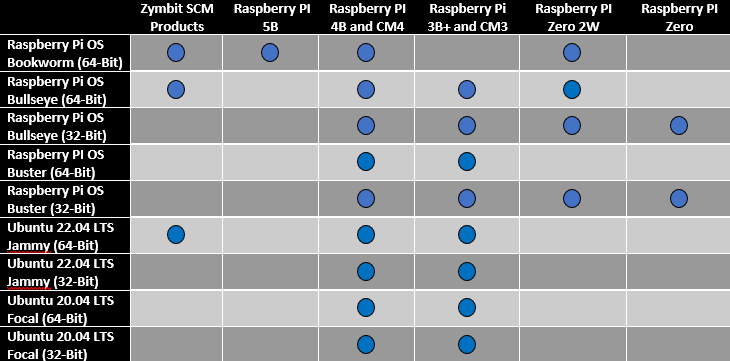 Zymbit SCM Products
Raspberry PI 5B
Raspberry PI 4B and CM4
Raspberry Pi 3B+ and CM3
Raspberry PI Zero 2W
Raspberry PI Zero
Raspberry Pi OS
Bookworm (64-Bit)
Raspberry PI OS
Bullseye (64-Bit)
Raspberry PI OS
Bullseye (32-Bit)
Raspberry PI OS
Buster (64-Bit)
Raspberry Pi OS
Buster (32-Bit)
Ubuntu 22.04 LTS
Jammy (64-Bit)
Ubuntu 22.04 LTS
Jammy (32-Bit)
Ubuntu 20.04 LTS
Focal (64-Bit)
Ubuntu 20.04 LTS
Focal (32-Bit)